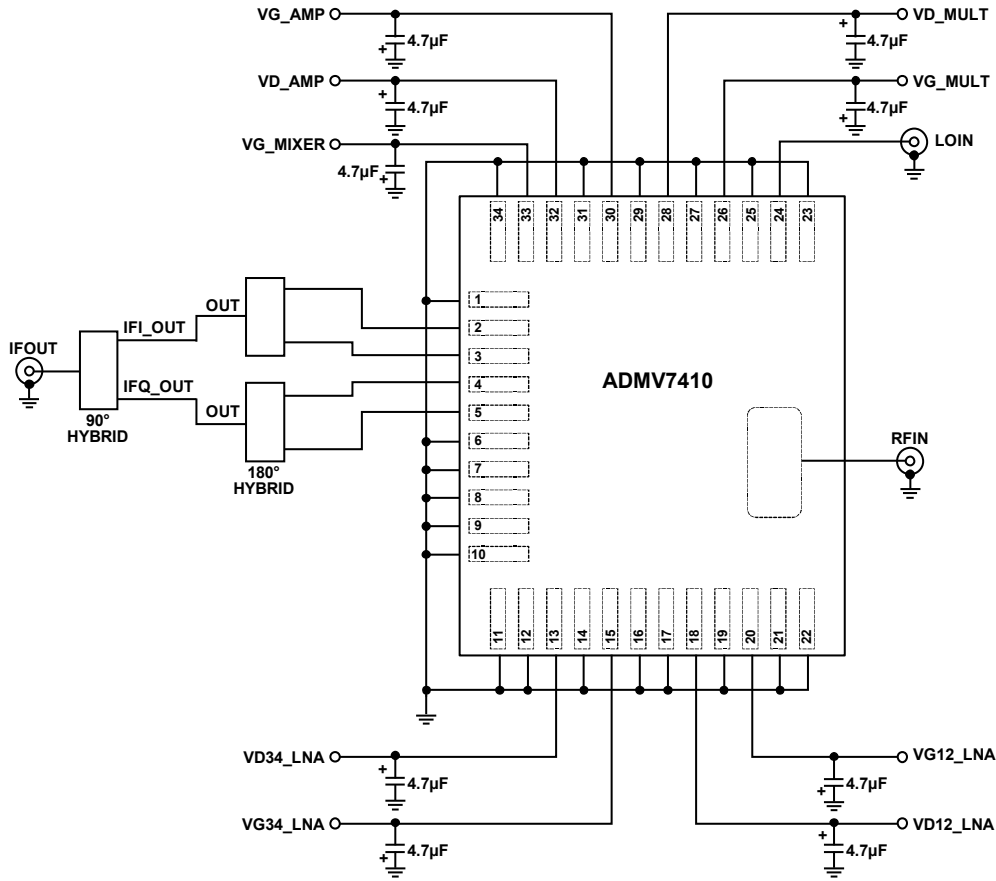 VG_AMP
+
4.7µF
VD_AMP
+
4.7µF
VG_MIXER
4.7µF
+
VD_MULT
+
4.7µF
VG_MULT
4.7µF
+
LOIN
34 33 32 31 30 29 28 27 26 25 24 23
1
2
3
4
5
6
7
8
9
10
IFOUT
90°
HYBRID
IFI_OUT
IFQ_OUT
OUT
OUT
180°
HYBRID
ADMV7410
RFIN
11 12 13 14 15 16 17 18 19 20 21 22
VD34_LNA
+
4.7µF
VG34_LNA
4.7µF
+
VG12_LNA
4.7µF
+
VD12_LNA
+
4.7µF